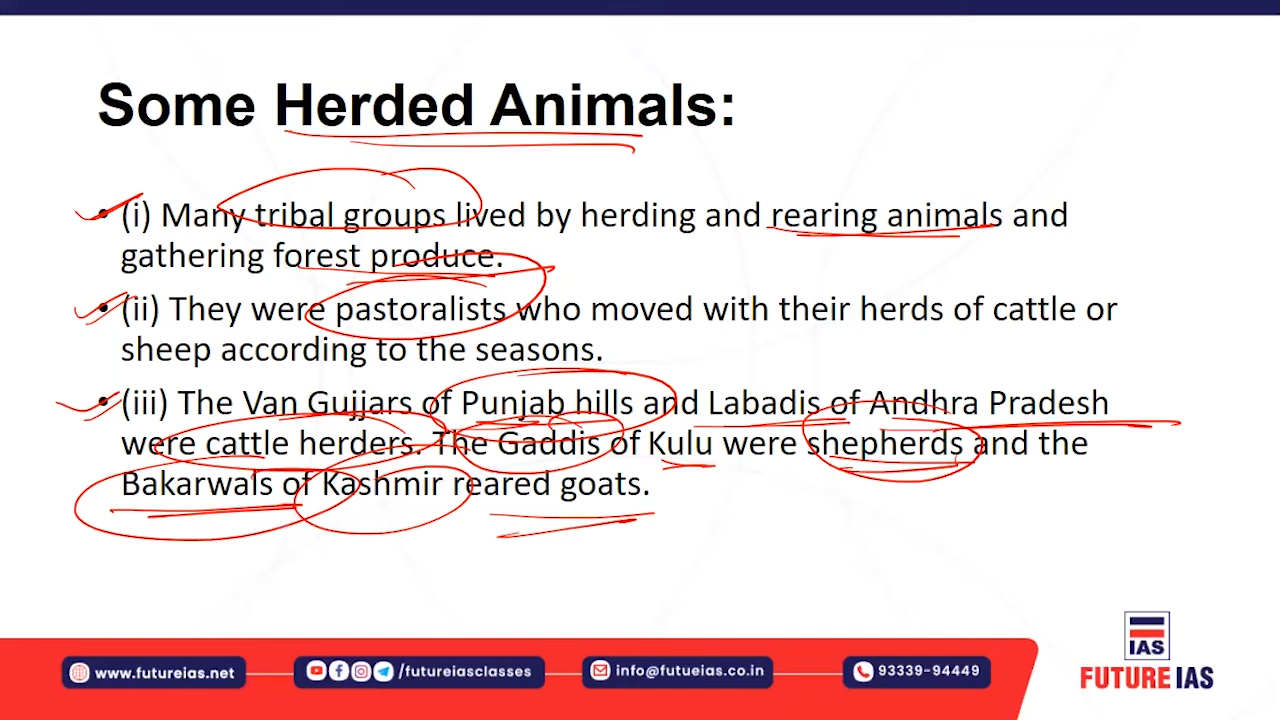 Some Herded Animals:
• (i) Many tribal groups lived by herding and rearing animals and
gathering forest produce.
• (ii) They were pastoralists who moved with their herds of cattle or
sheep according to the seasons.
• (iii) The Van Gujjars of Punjab hills and Labadis of Andhra Pradesh
were cattle herders. The Gaddis of Kulu were shepherds and the
Bakarwals of Kashmir reared goats.
IAS
FUTURE IAS
www.futureias.net
/futureiasclasses
info@futueias.co.in
93339-94449